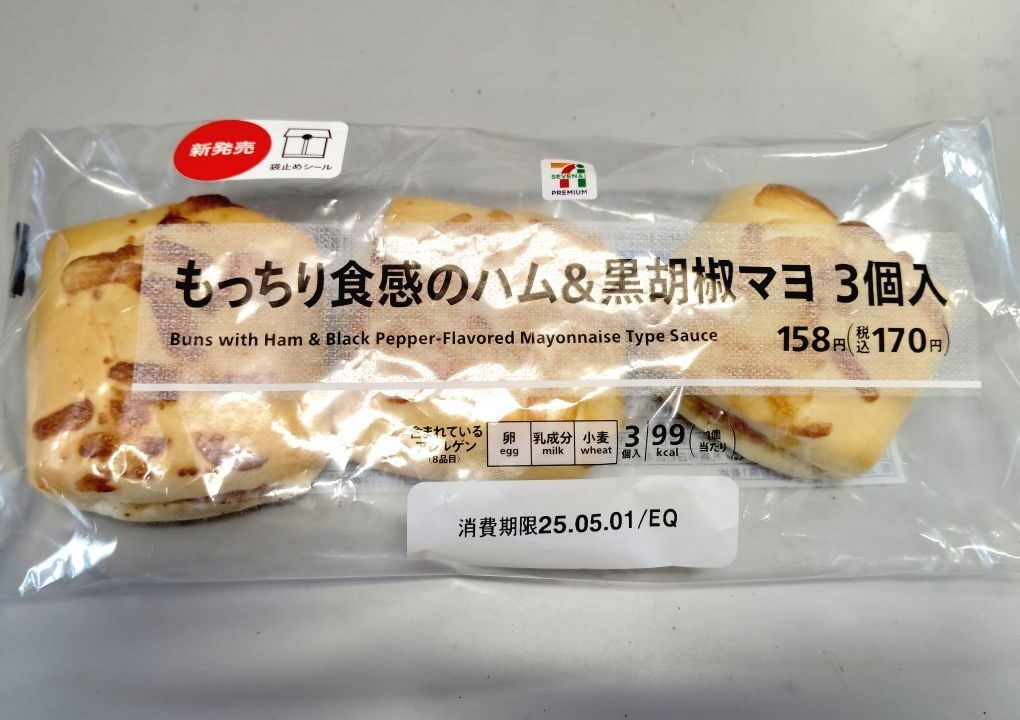 新発売
袋止めシール
SEVEN&i
PREMIUM
もっちり食感のハム&黒胡椒マヨ 3個入
Buns with Ham & Black Pepper-Flavored Mayonnaise Type Sauce
158円(税込170円)
含まれているアレルゲン
(8品目)
卵 乳成分 小麦
egg milk wheat
3個入
99kcal
(1個当たり)
消費期限25.05.01/EQ